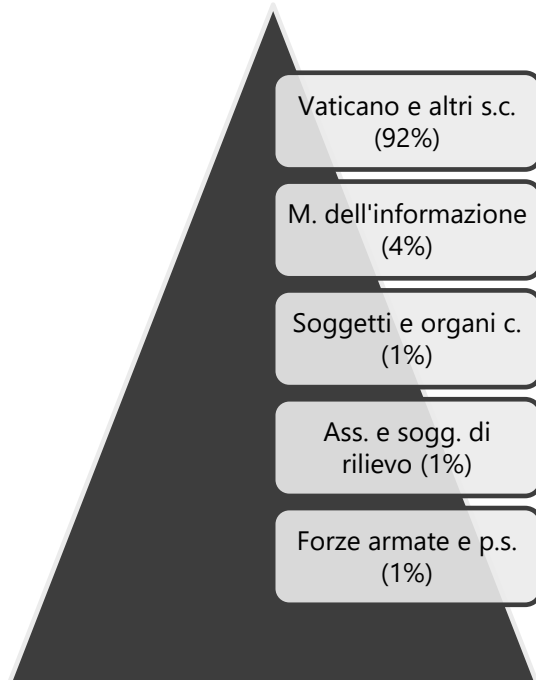 Vaticano e altri s.c.
(92%)
M. dell'informazione
(4%)
Soggetti e organi c.
(1%)
Ass. e sogg. di
rilievo (1%)
Forze armate e p.s.
(1%)